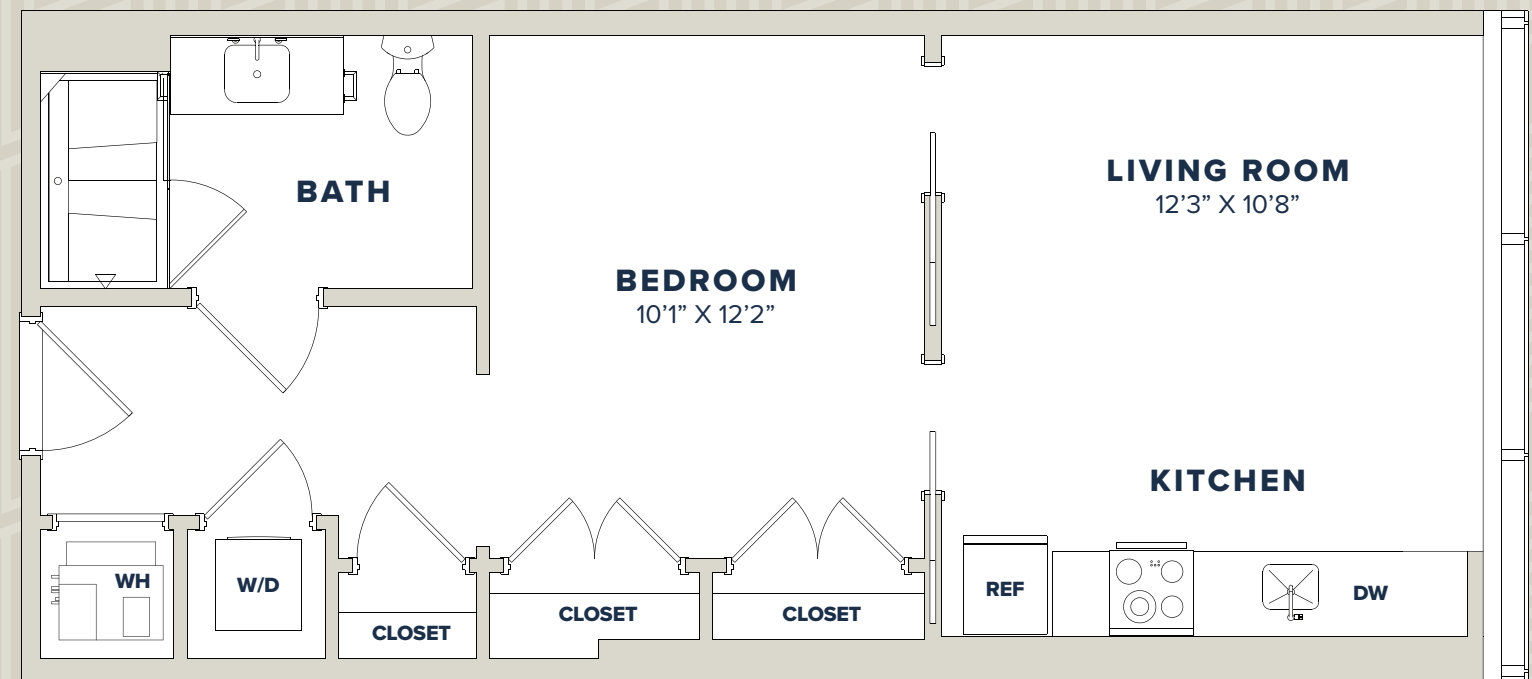 BATH
LIVING ROOM
12’3” X 10’8”
BEDROOM
10’1” X 12’2”
KITCHEN
WH
W/D
REF
DW
CLOSET
CLOSET
CLOSET